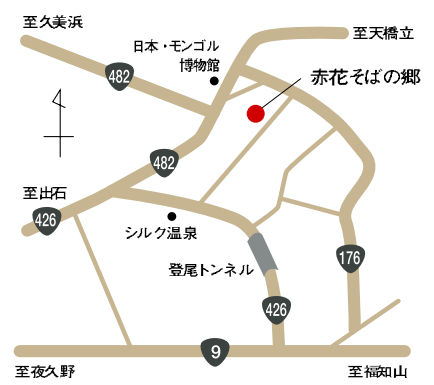 至久美浜
至天橋立
日本・モンゴル
博物館
赤花そばの郷
482
482
至出石
426
シルク温泉
登尾トンネル
176
426
9
至夜久野
至福知山